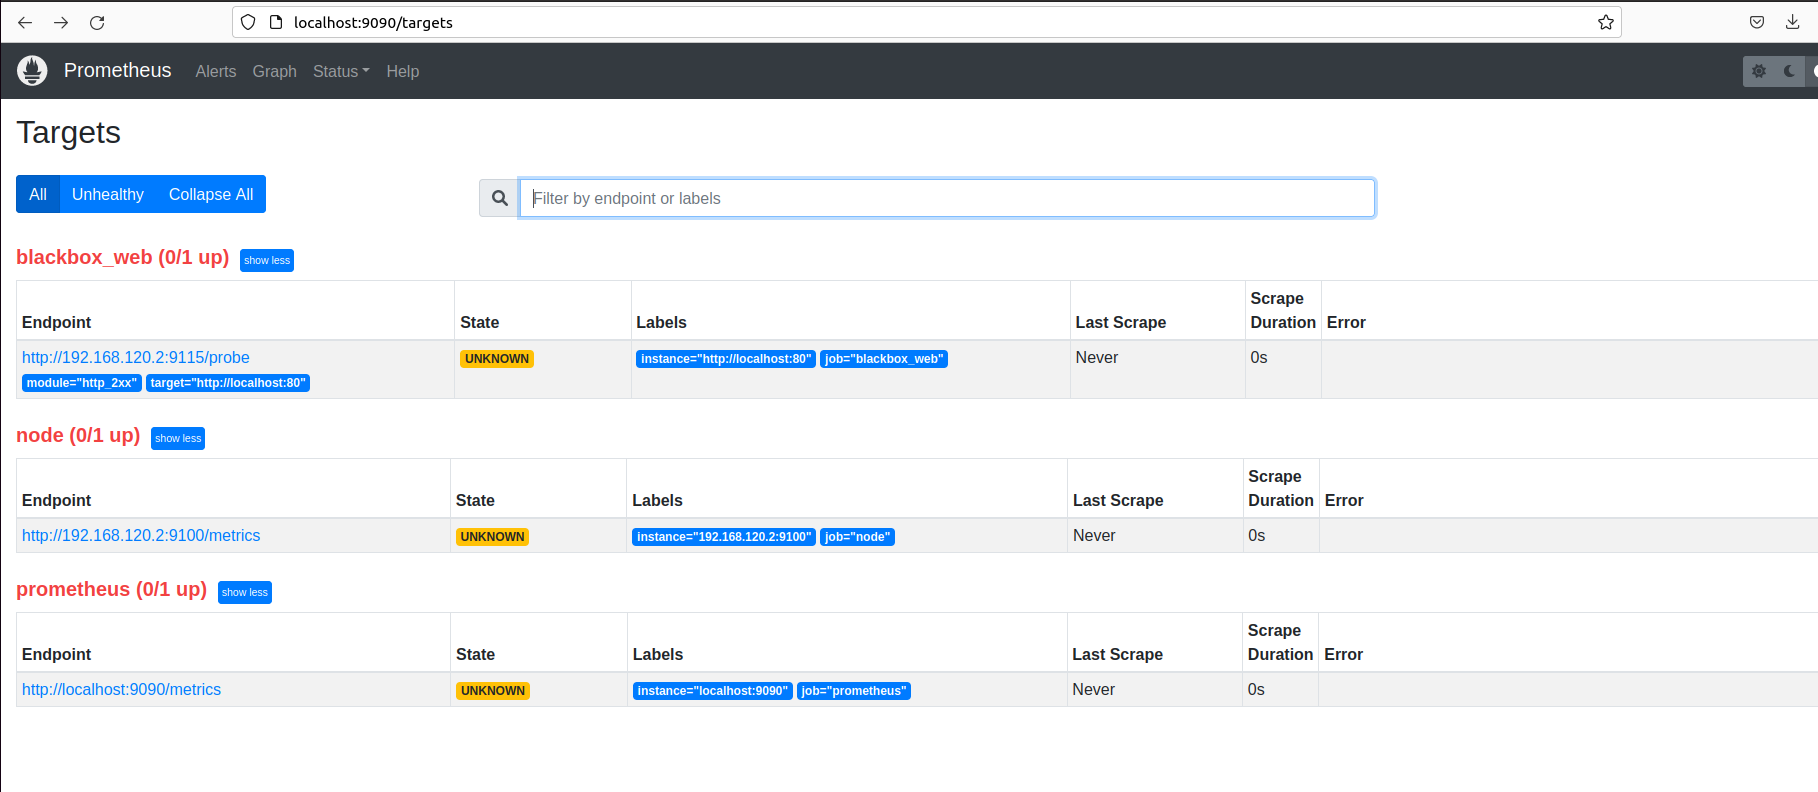 localhost:9090/targets
Prometheus Alerts Graph Status Help
Targets
All Unhealthy Collapse All
Filter by endpoint or labels
blackbox_web (0/1 up) show less
Endpoint State Labels Last Scrape Scrape Duration Error
http://192.168.120.2:9115/probe UNKNOWN instance="http://localhost:80" job="blackbox_web" Never 0s
module="http_2xx" target="http://localhost:80"
node (0/1 up) show less
Endpoint State Labels Last Scrape Scrape Duration Error
http://192.168.120.2:9100/metrics UNKNOWN instance="192.168.120.2:9100" job="node" Never 0s
prometheus (0/1 up) show less
Endpoint State Labels Last Scrape Scrape Duration Error
http://localhost:9090/metrics UNKNOWN instance="localhost:9090" job="prometheus" Never 0s